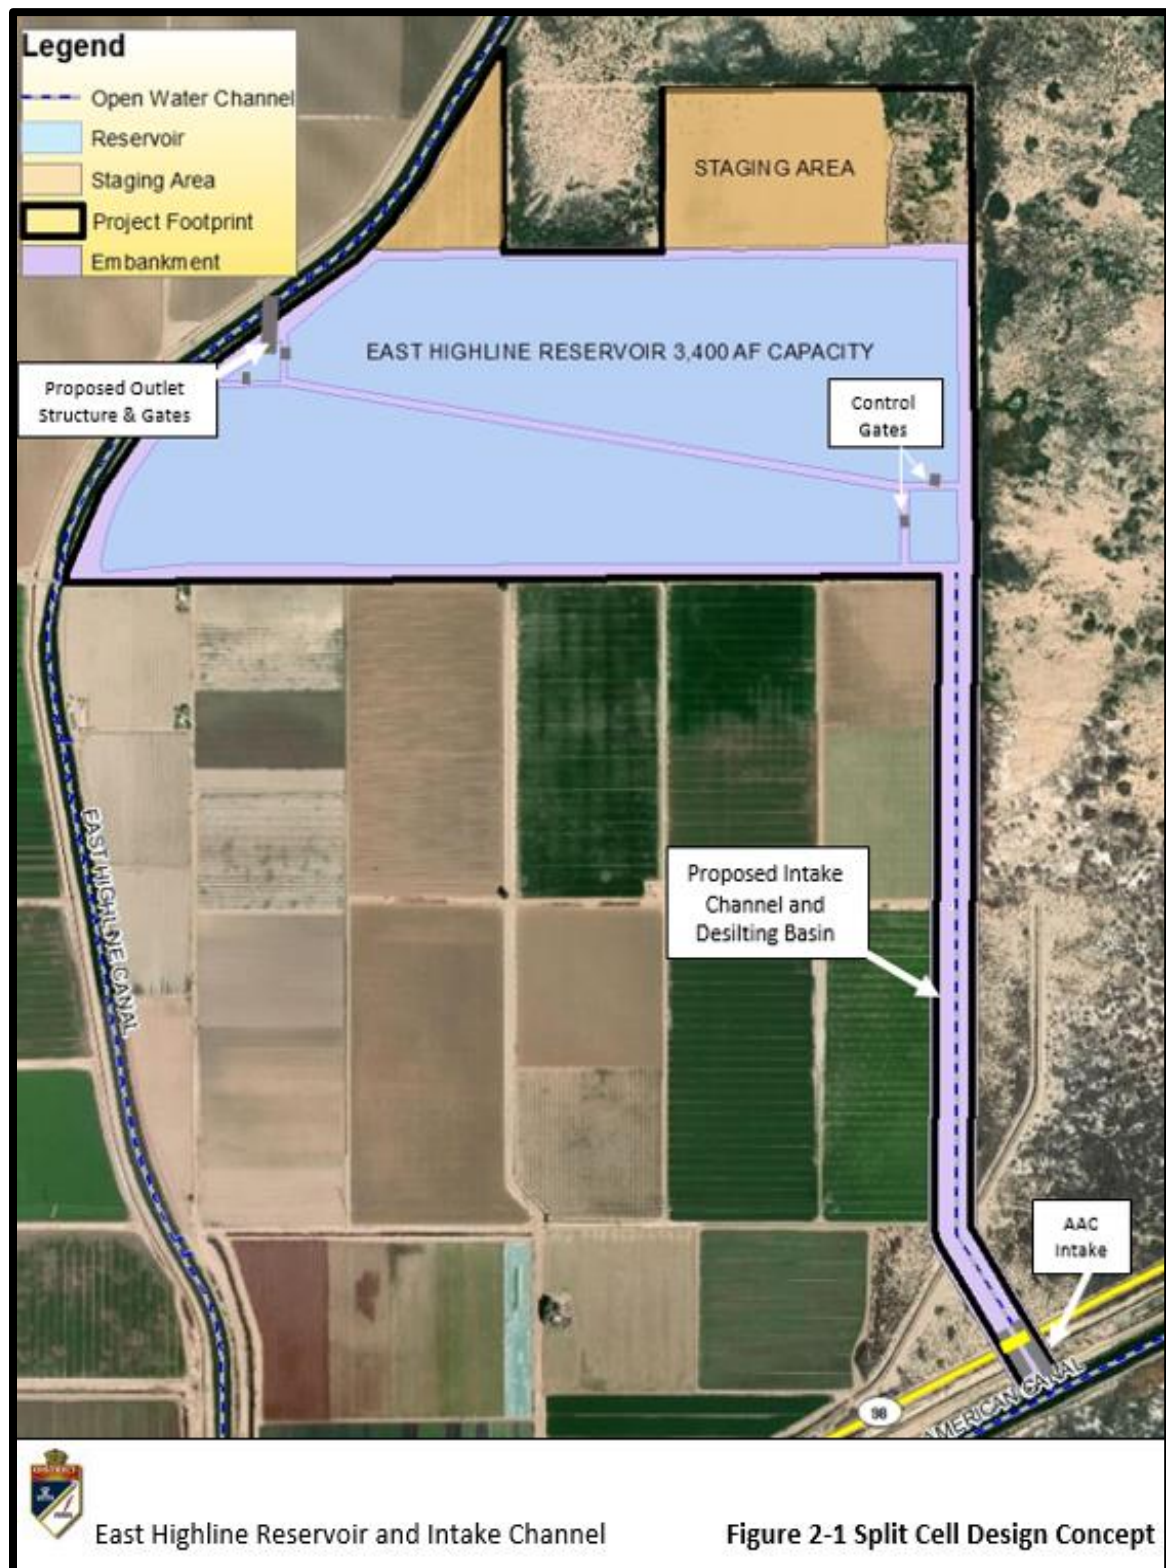 Legend
Open Water Channel
Reservoir
Staging Area
Project Footprint
Embankment
STAGING AREA
EAST HIGHLINE RESERVOIR 3,400 AF CAPACITY
Proposed Outlet
Structure & Gates
Control
Gates
Proposed Intake
Channel and
Desilting Basin
EAST HIGHLINE CANAL
AAC
Intake
98
AMERICAN CANAL
DISTRICT
East Highline Reservoir and Intake Channel
Figure 2-1 Split Cell Design Concept